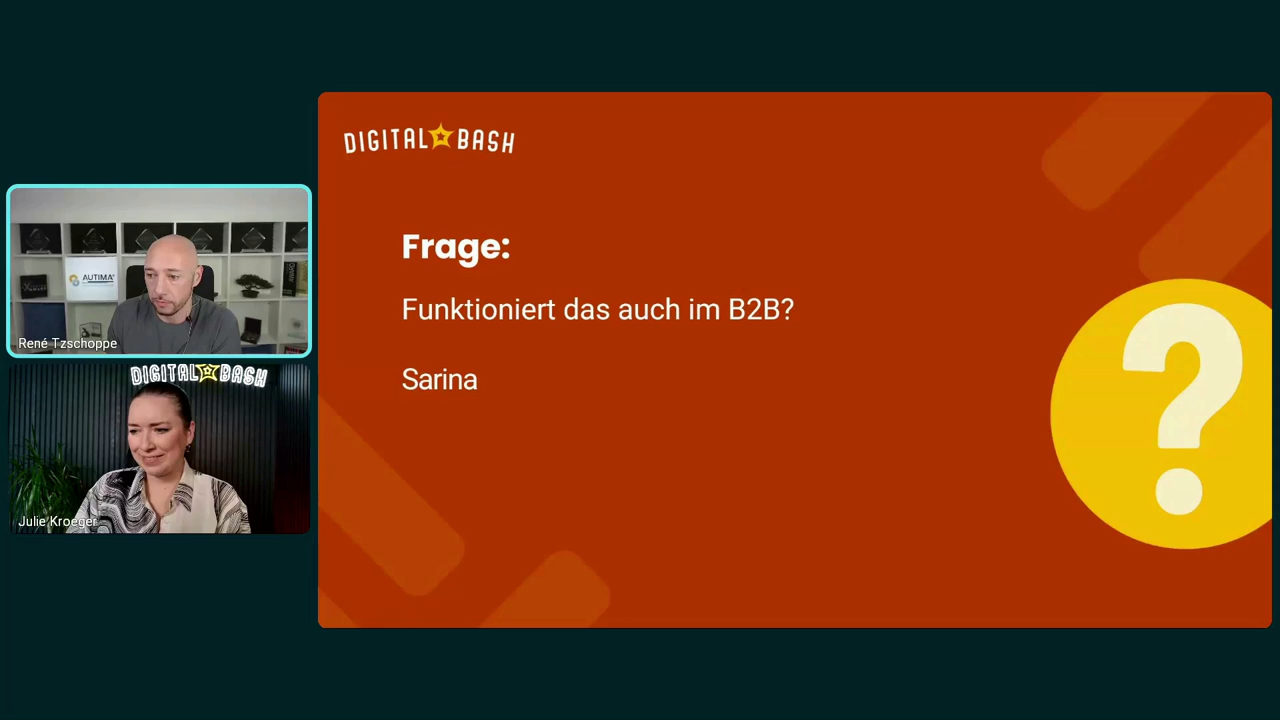 DIGITAL BASH
Frage:
Funktioniert das auch im B2B?
Sarina
AUTIMA
René Tzschoppe
DIGITAL BASH
Julie Kroeger